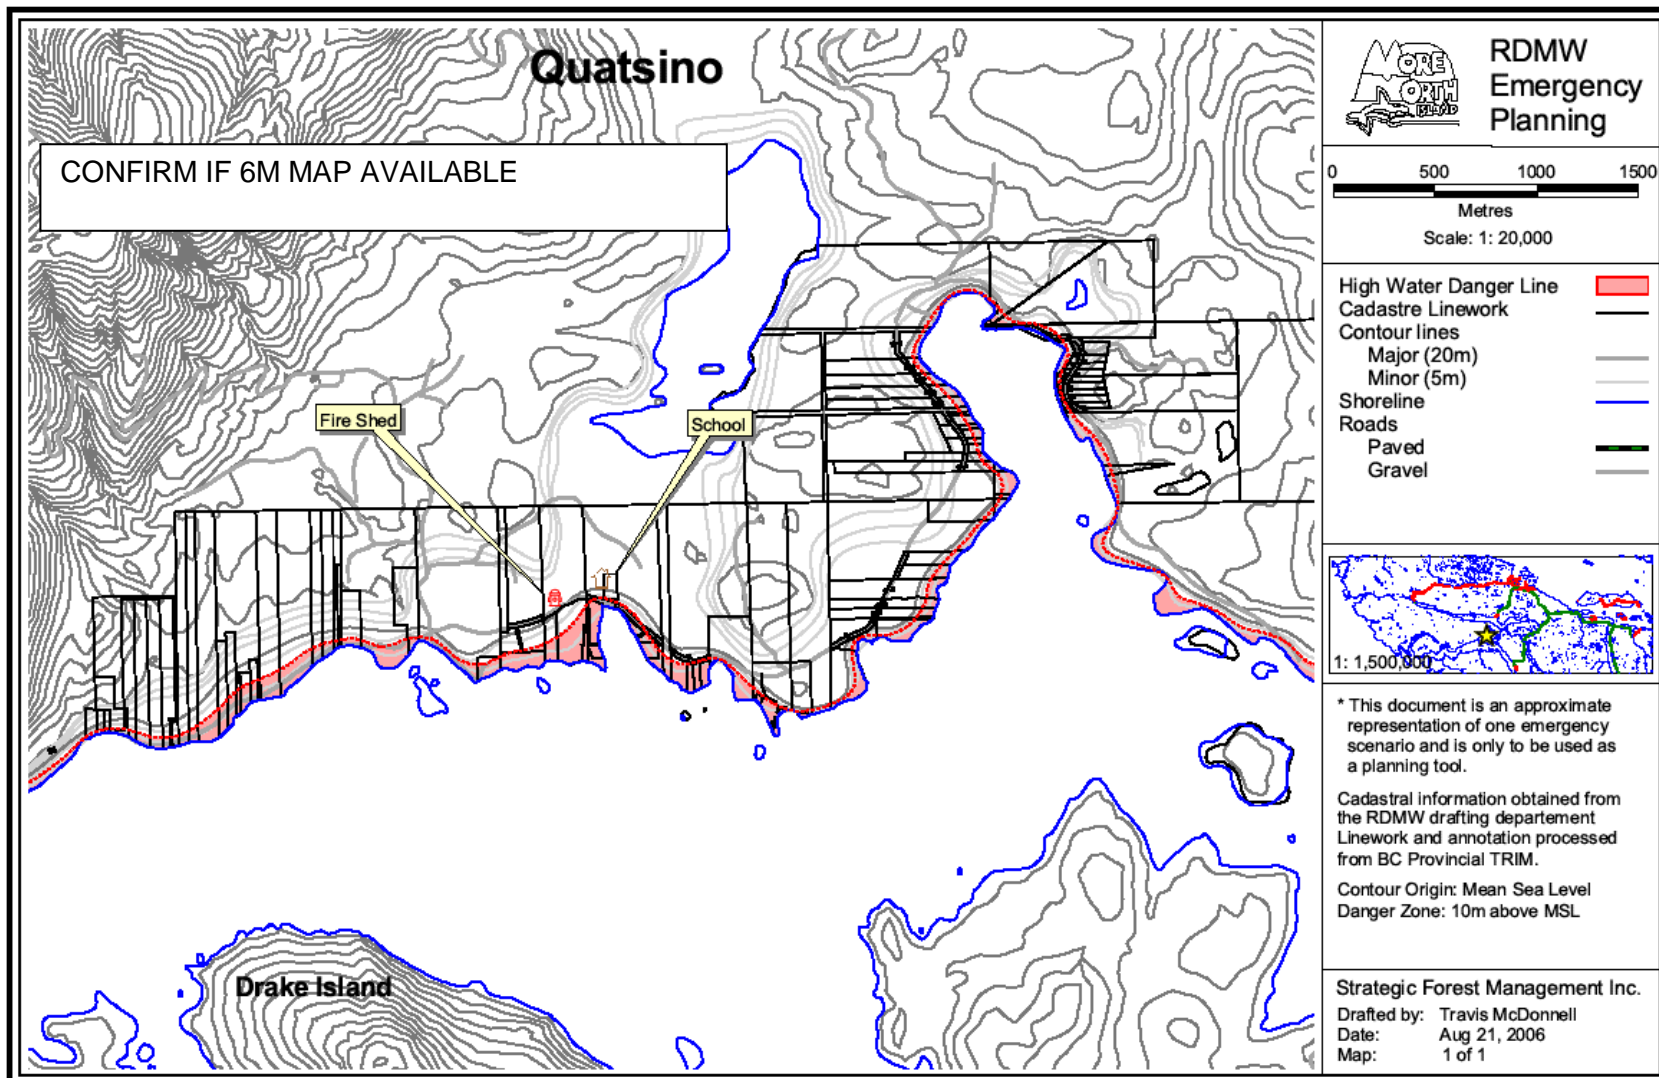 Quatsino
CONFIRM IF 6M MAP AVAILABLE
Fire Shed
School
Drake Island
MORE
NORTH
ISLAND
RDMW
Emergency
Planning
0 500 1000 1500
Metres
Scale: 1: 20,000
High Water Danger Line
Cadastre Linework
Contour lines
Major (20m)
Minor (5m)
Shoreline
Roads
Paved
Gravel
1: 1,500,000
* This document is an approximate
representation of one emergency
scenario and is only to be used as
a planning tool.
Cadastral information obtained from
the RDMW drafting departement
Linework and annotation processed
from BC Provincial TRIM.
Contour Origin: Mean Sea Level
Danger Zone: 10m above MSL
Strategic Forest Management Inc.
Drafted by: Travis McDonnell
Date: Aug 21, 2006
Map: 1 of 1